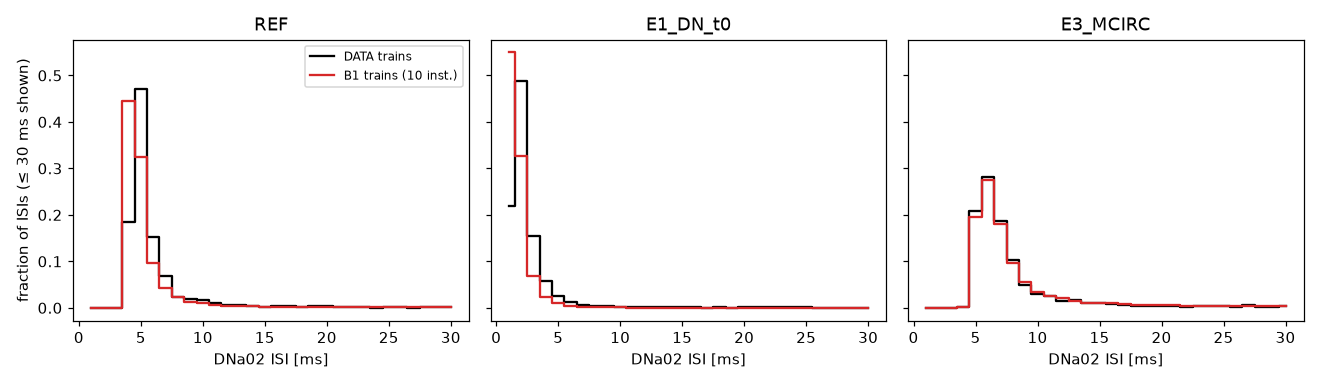 REF
E1_DN_t0
E3_MCIRC
DATA trains
B1 trains (10 inst.)
fraction of ISIs (≤ 30 ms shown)
0.5
0.4
0.3
0.2
0.1
0.0
0 5 10 15 20 25 30
0 5 10 15 20 25 30
0 5 10 15 20 25 30
DNa02 ISI [ms]
DNa02 ISI [ms]
DNa02 ISI [ms]